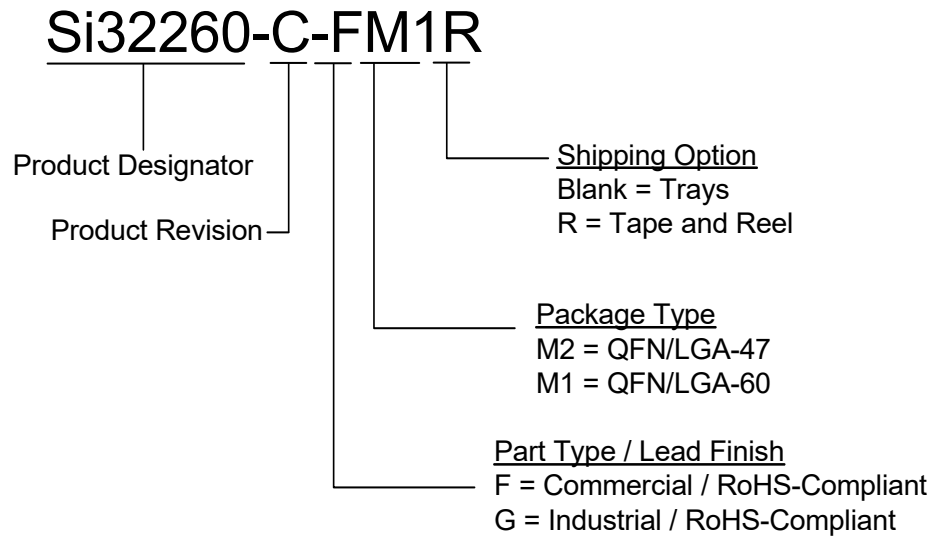 Si32260-C-FM1R
Product Designator
Product Revision
Shipping Option
Blank = Trays
R = Tape and Reel
Package Type
M2 = QFN/LGA-47
M1 = QFN/LGA-60
Part Type / Lead Finish
F = Commercial / RoHS-Compliant
G = Industrial / RoHS-Compliant